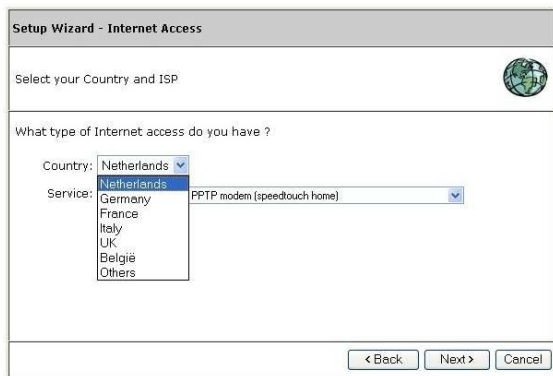 Setup Wizard - Internet Access
Select your Country and ISP
What type of Internet access do you have ?
Country: Netherlands
Netherlands
Service: PPTP modem (speedtouch home)
Germany
France
Italy
UK
België
Others
< Back Next > Cancel